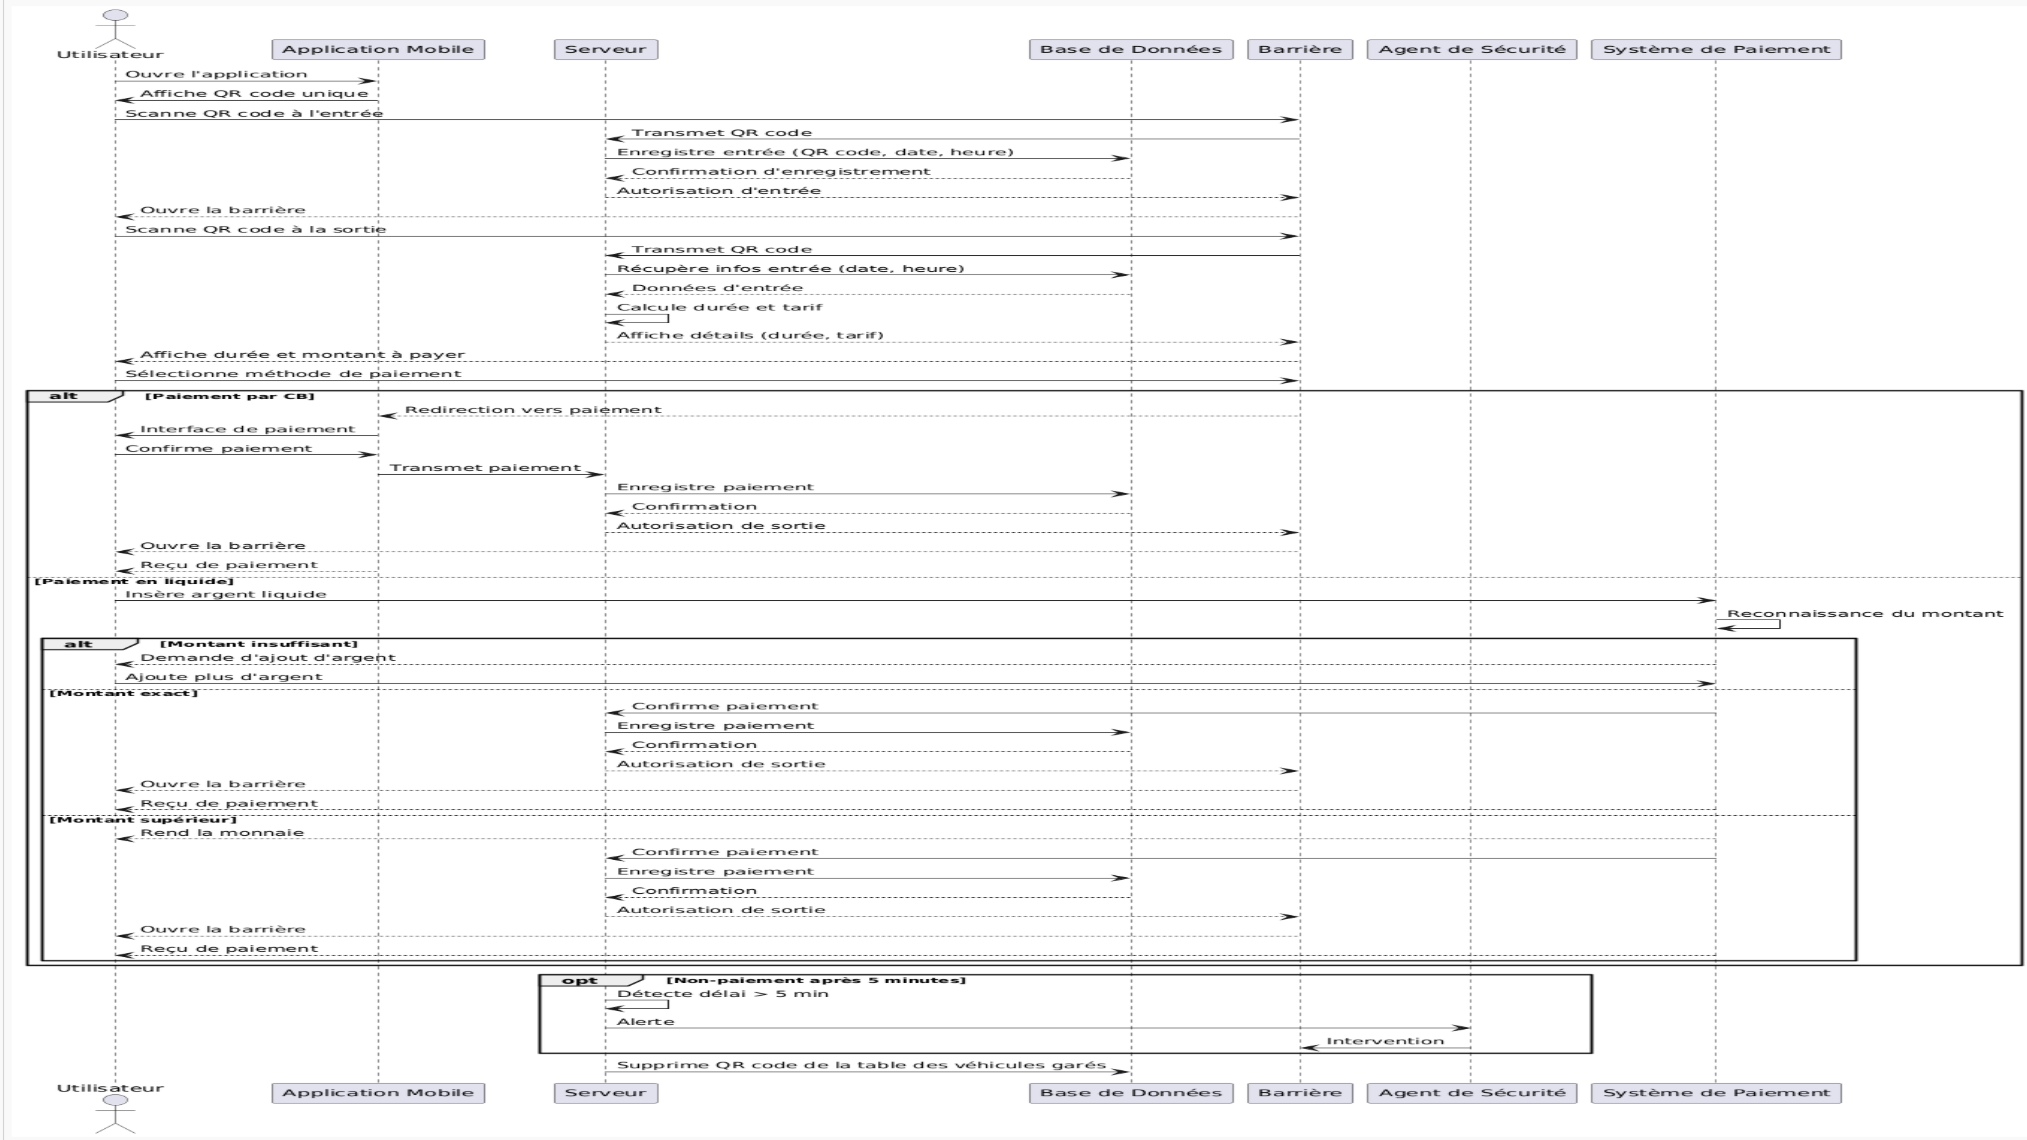 Utilisateur
Application Mobile
Serveur
Base de Données
Barrière
Agent de Sécurité
Système de Paiement
Ouvre l'application
Affiche QR code unique
Scanne QR code à l'entrée
Transmet QR code
Enregistre entrée (QR code, date, heure)
Confirmation d'enregistrement
Autorisation d'entrée
Ouvre la barrière
Scanne QR code à la sortie
Transmet QR code
Récupère infos entrée (date, heure)
Données d'entrée
Calcule durée et tarif
Affiche détails (durée, tarif)
Affiche durée et montant à payer
Sélectionne méthode de paiement
alt
[Paiement par CB]
Redirection vers paiement
Interface de paiement
Confirme paiement
Transmet paiement
Enregistre paiement
Confirmation
Autorisation de sortie
Ouvre la barrière
Reçu de paiement
[Paiement en liquide]
Insère argent liquide
Reconnaissance du montant
alt
[Montant insuffisant]
Demande d'ajout d'argent
Ajoute plus d'argent
[Montant exact]
Confirme paiement
Enregistre paiement
Confirmation
Autorisation de sortie
Ouvre la barrière
Reçu de paiement
[Montant supérieur]
Rend la monnaie
Confirme paiement
Enregistre paiement
Confirmation
Autorisation de sortie
Ouvre la barrière
Reçu de paiement
opt
[Non-paiement après 5 minutes]
Détecte délai > 5 min
Alerte
Intervention
Supprime QR code de la table des véhicules garés
Utilisateur
Application Mobile
Serveur
Base de Données
Barrière
Agent de Sécurité
Système de Paiement